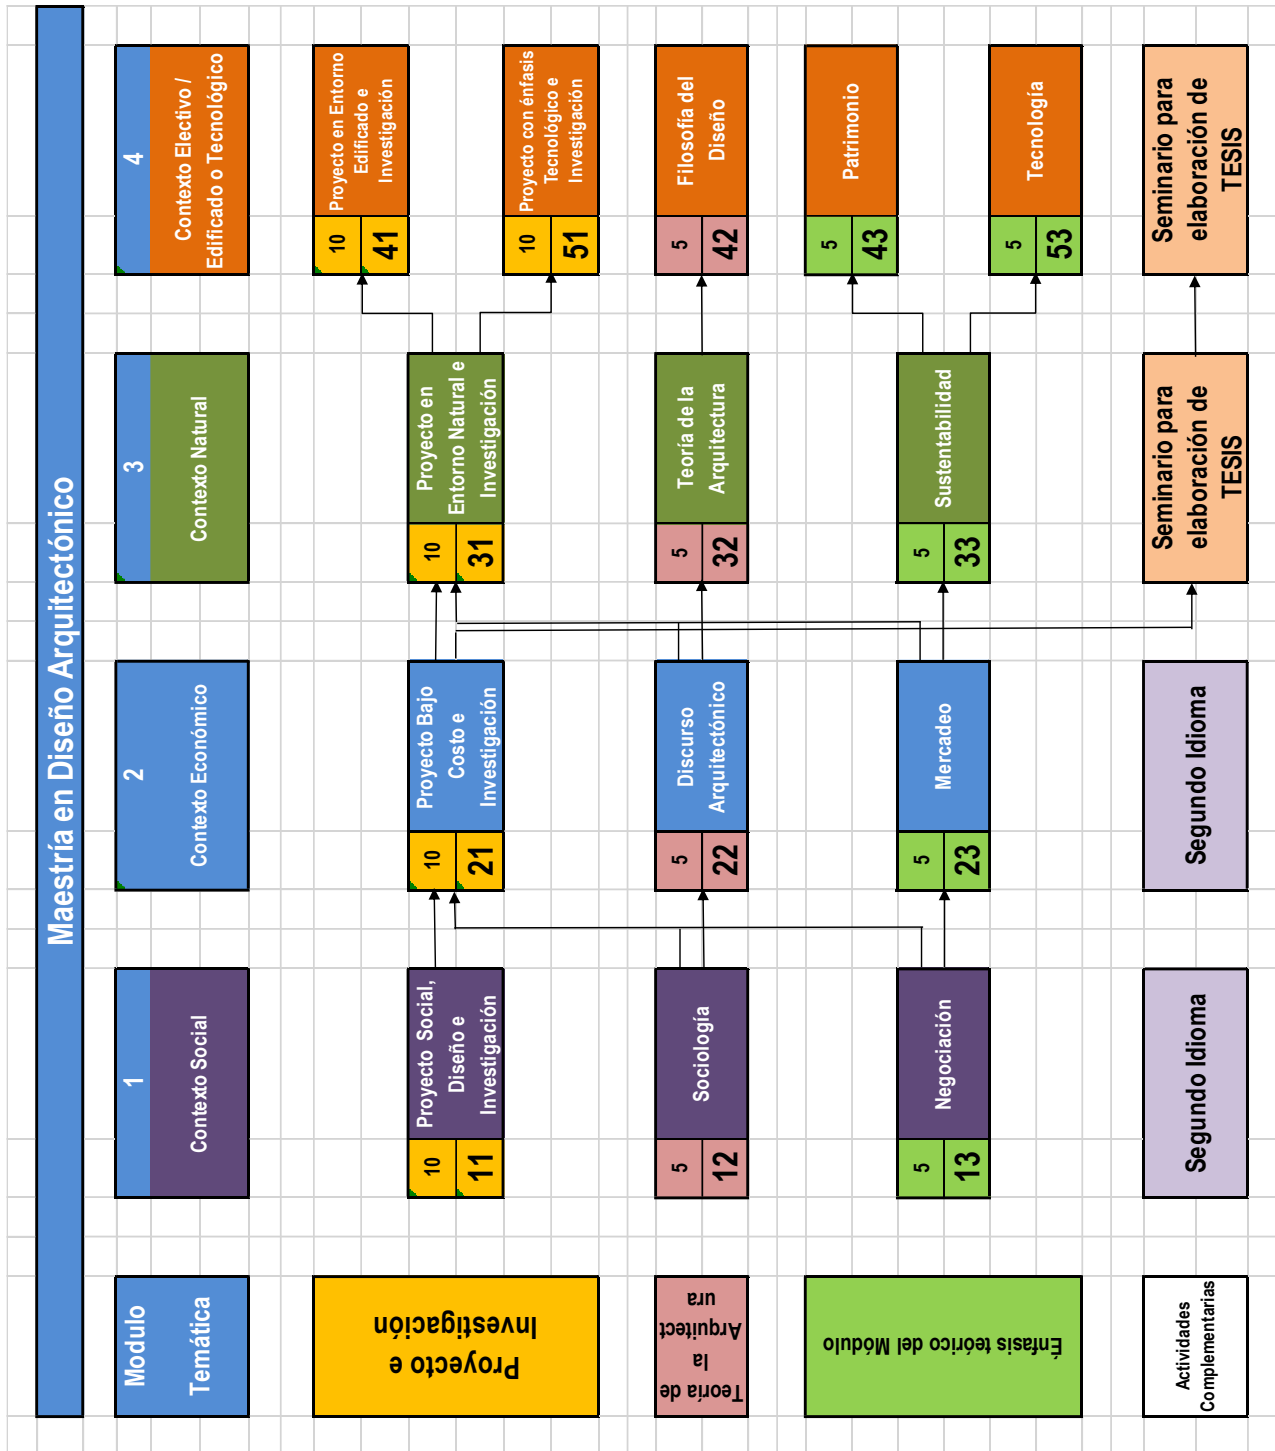 Maestría en Diseño Arquitectónico
Modulo
Temática
1
Contexto Social
2
Contexto Económico
3
Contexto Natural
4
Contexto Electivo /
Edificado o Tecnológico
Proyecto e
Investigación
10
11
Proyecto Social,
Diseño e
Investigación
10
21
Proyecto Bajo
Costo e
Investigación
10
31
Proyecto en
Entorno Natural e
Investigación
10
41
Proyecto en Entorno
Edificado e
Investigación
10
51
Proyecto con énfasis
Tecnológico e
Investigación
Teoría de
la
Arquitect
ura
5
12
Sociología
5
22
Discurso
Arquitectónico
5
32
Teoría de la
Arquitectura
5
42
Filosofía del
Diseño
Énfasis teórico del Módulo
5
13
Negociación
5
23
Mercadeo
5
33
Sustentabilidad
5
43
Patrimonio
5
53
Tecnología
Actividades
Complementarias
Segundo Idioma
Segundo Idioma
Seminario para
elaboración de
TESIS
Seminario para
elaboración de
TESIS